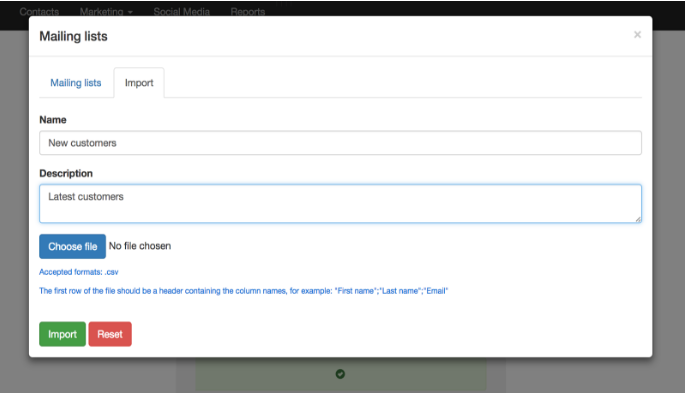 Contacts Marketing Social Media Reports
Mailing lists ×
Mailing lists Import
Name
New customers
Description
Latest customers
Choose file No file chosen
Accepted formats: .csv
The first row of the file should be a header containing the column names, for example: "First name";"Last name";"Email"
Import Reset